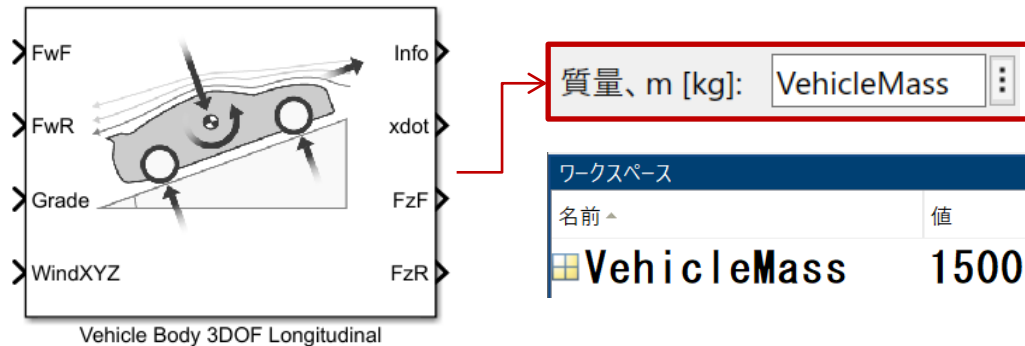 FwF
FwR
Grade
WindXYZ
Info
xdot
FzF
FzR
Vehicle Body 3DOF Longitudinal
質量、m [kg]: VehicleMass
ワークスペース
名前 値
VehicleMass 1500